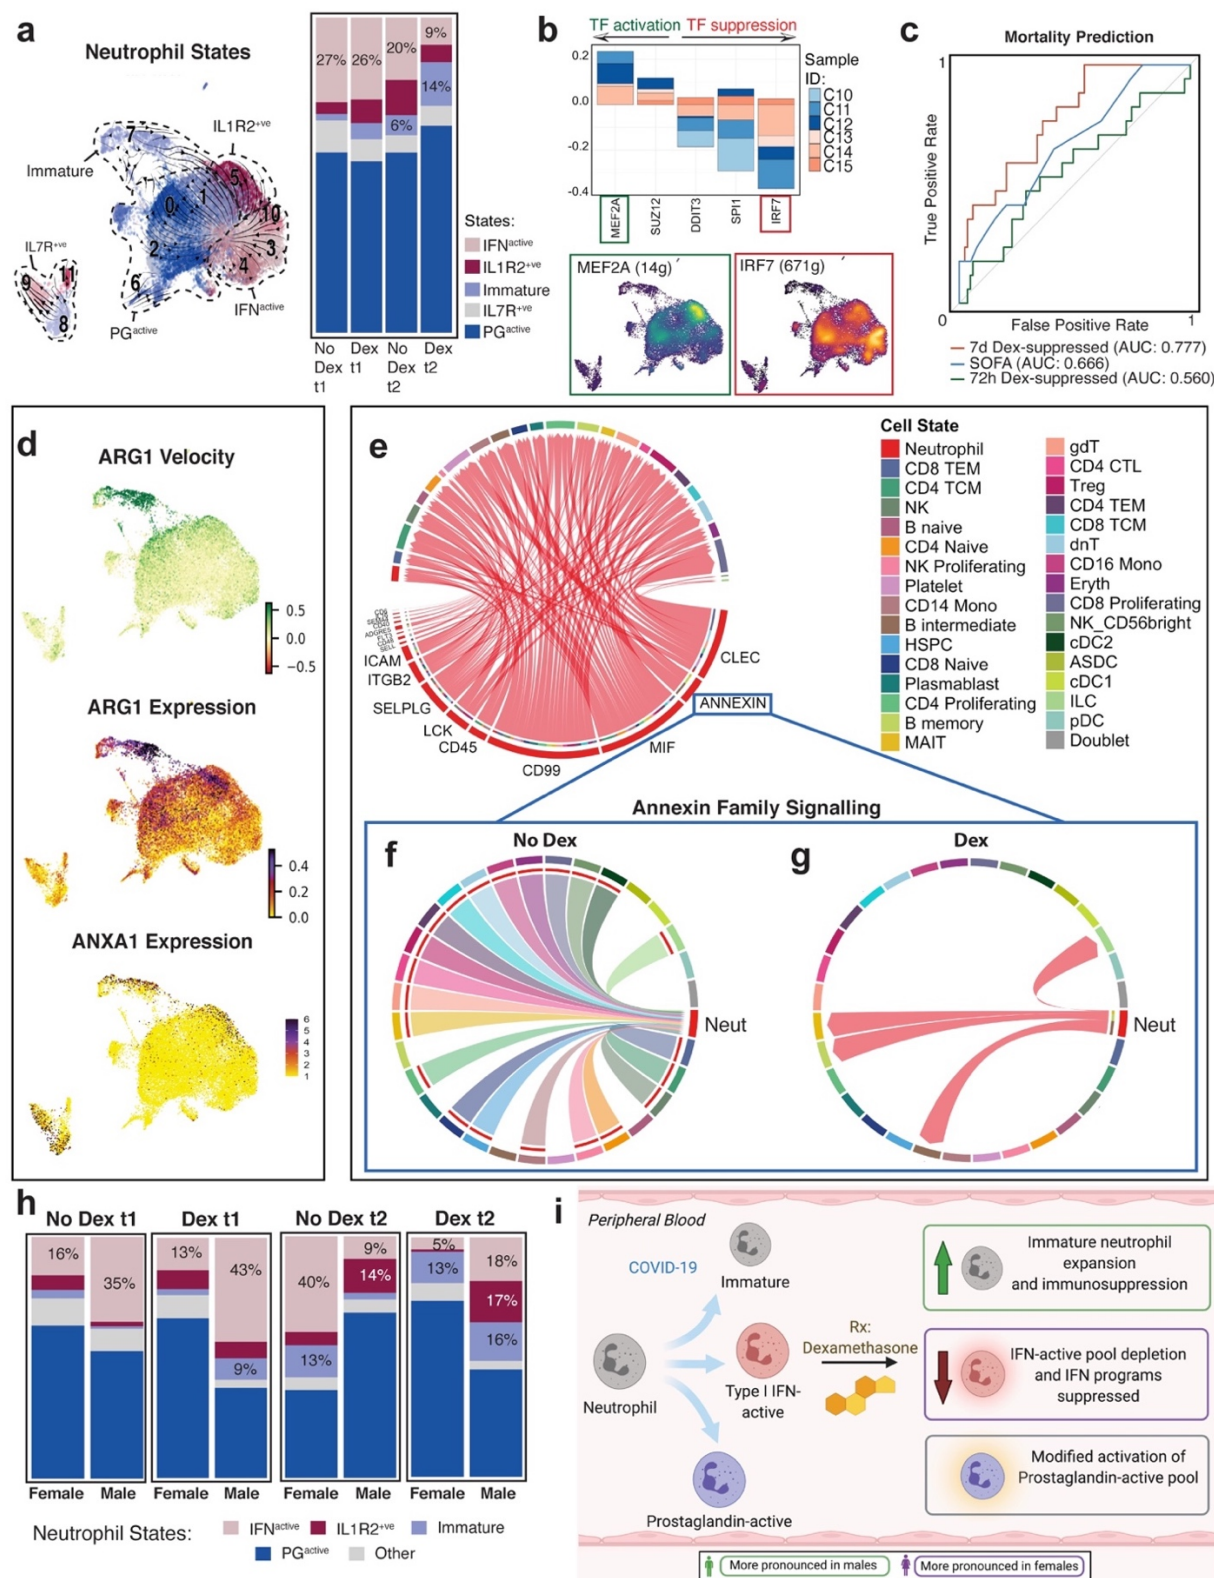 a
Neutrophil States
7
IL1R2+ve
Immature
5
0
1
10
2
3
4
IL7R+ve
9
11
6
8
PGactive
IFNactive
27%
26%
20%
9%
14%
6%
No Dex t1
Dex t1
No Dex t2
Dex t2
States:
IFNactive
IL1R2+ve
Immature
IL7R+ve
PGactive
b
TF activation
TF suppression
0.2
0.0
-0.2
-0.4
MEF2A
SUZ12
DDIT3
SPI1
IRF7
Sample
ID:
C10
C11
C12
C13
C14
C15
MEF2A (14g)
IRF7 (671g)
c
Mortality Prediction
1
True Positive Rate
0
False Positive Rate
1
7d Dex-suppressed (AUC: 0.777)
SOFA (AUC: 0.666)
72h Dex-suppressed (AUC: 0.560)
d
ARG1 Velocity
0.5
0.0
−0.5
ARG1 Expression
0.4
0.2
0.0
ANXA1 Expression
6
5
4
3
2
1
e
ADGRE5
SELL
ICAM
ITGB2
SELPLG
LCK
CD45
CD99
MIF
ANNEXIN
CLEC
Cell State
Neutrophil
CD8 TEM
CD4 TCM
NK
B naive
CD4 Naive
NK Proliferating
Platelet
CD14 Mono
B intermediate
HSPC
CD8 Naive
Plasmablast
CD4 Proliferating
B memory
MAIT
gdT
CD4 CTL
Treg
CD4 TEM
CD8 TCM
dnT
CD16 Mono
Eryth
CD8 Proliferating
NK_CD56bright
cDC2
ASDC
cDC1
ILC
pDC
Doublet
Annexin Family Signalling
f
No Dex
Neut
g
Dex
Neut
h
No Dex t1
Dex t1
No Dex t2
Dex t2
16%
35%
13%
43%
9%
40%
13%
9%
14%
5%
13%
18%
17%
16%
Female Male
Female Male
Female Male
Female Male
Neutrophil States:
IFNactive
IL1R2+ve
Immature
PGactive
Other
i
Peripheral Blood
COVID-19
Immature
Neutrophil
Type I IFN-
active
Prostaglandin-active
Rx:
Dexamethasone
Immature neutrophil
expansion
and immunosuppression
IFN-active pool depletion
and IFN programs
suppressed
Modified activation of
Prostaglandin-active pool
More pronounced in males
More pronounced in females